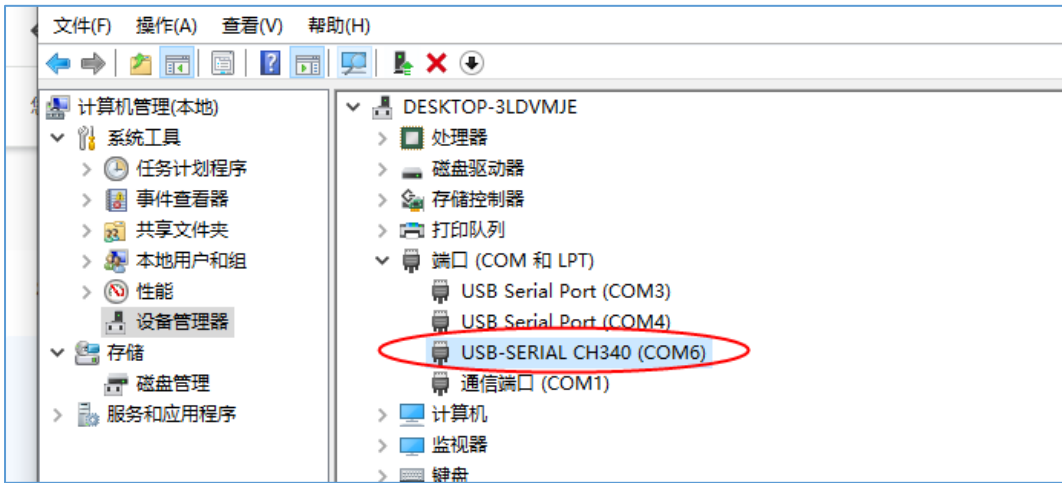 文件(F) 操作(A) 查看(V) 帮助(H)
计算机管理(本地)
系统工具
任务计划程序
事件查看器
共享文件夹
本地用户和组
性能
设备管理器
存储
磁盘管理
服务和应用程序
DESKTOP-3LDVMJE
处理器
磁盘驱动器
存储控制器
打印队列
端口 (COM 和 LPT)
USB Serial Port (COM3)
USB Serial Port (COM4)
USB-SERIAL CH340 (COM6)
通信端口 (COM1)
计算机
监视器
键盘